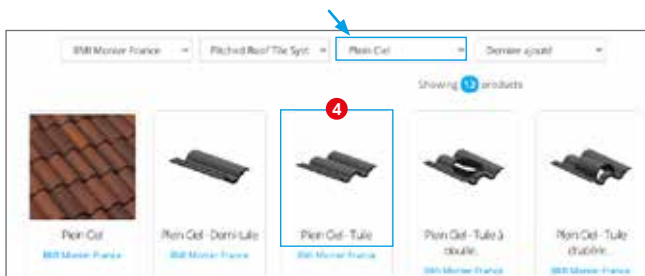 BMI Monier France
Pitched Roof Tile Syst
Plein Ciel
Dernier ajouté
Showing 13 products
4
Plein Ciel
BMI Monier France
Plein Ciel - Demi-tuile
BMI Monier France
Plein Ciel - Tuile
BMI Monier France
Plein Ciel - Tuile à
douille.
BMI Monier France
Plein Ciel - Tuile
chatière.
BMI Monier France